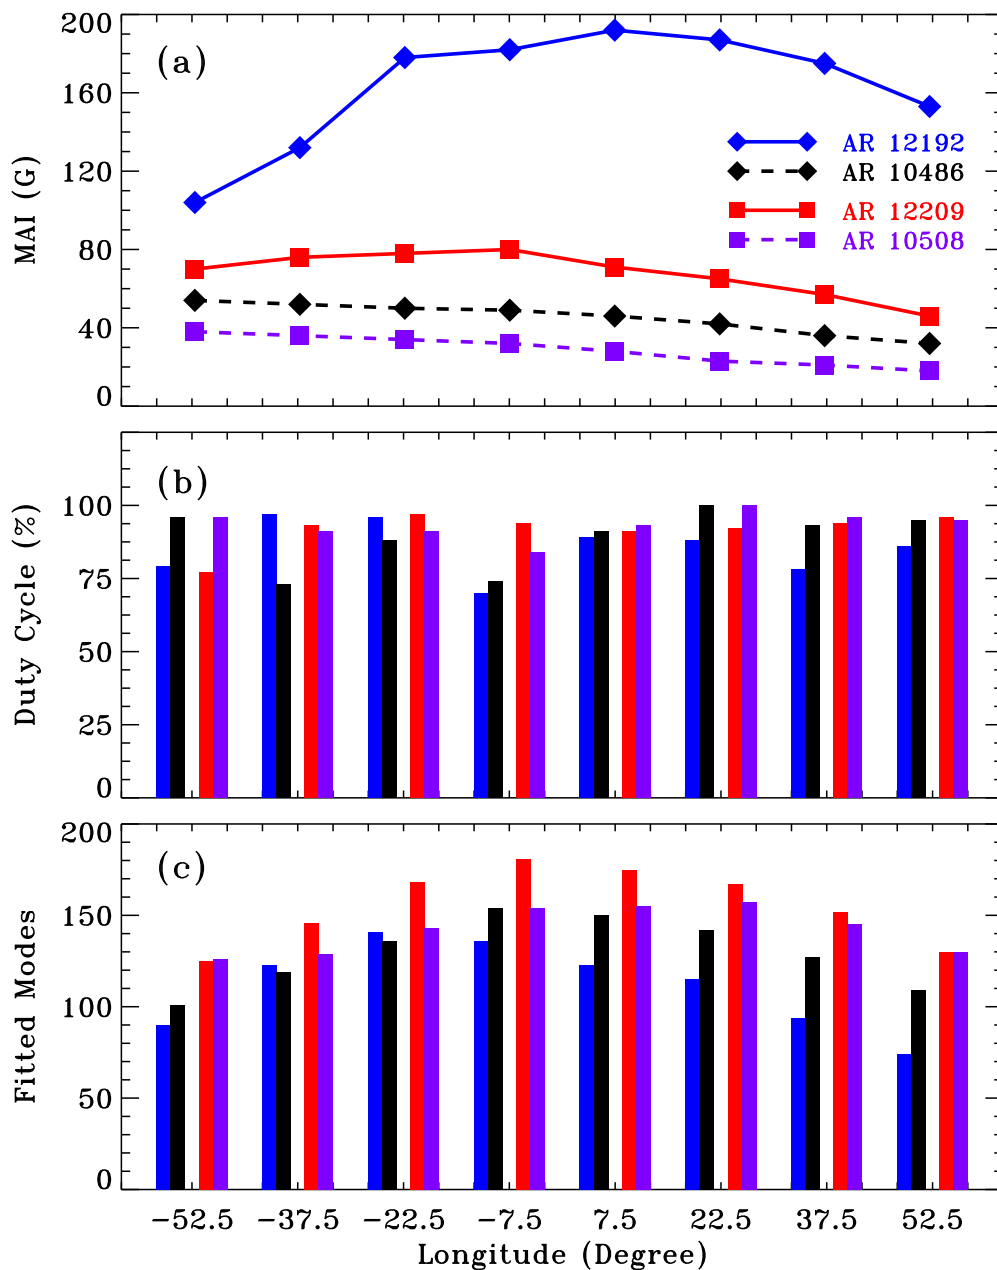 200
160
120
80
40
0
MAI (G)
(a)
AR 12192
AR 10486
AR 12209
AR 10508
100
75
50
25
0
Duty Cycle (%)
(b)
200
150
100
50
0
Fitted Modes
(c)
−52.5 −37.5 −22.5 −7.5 7.5 22.5 37.5 52.5
Longitude (Degree)